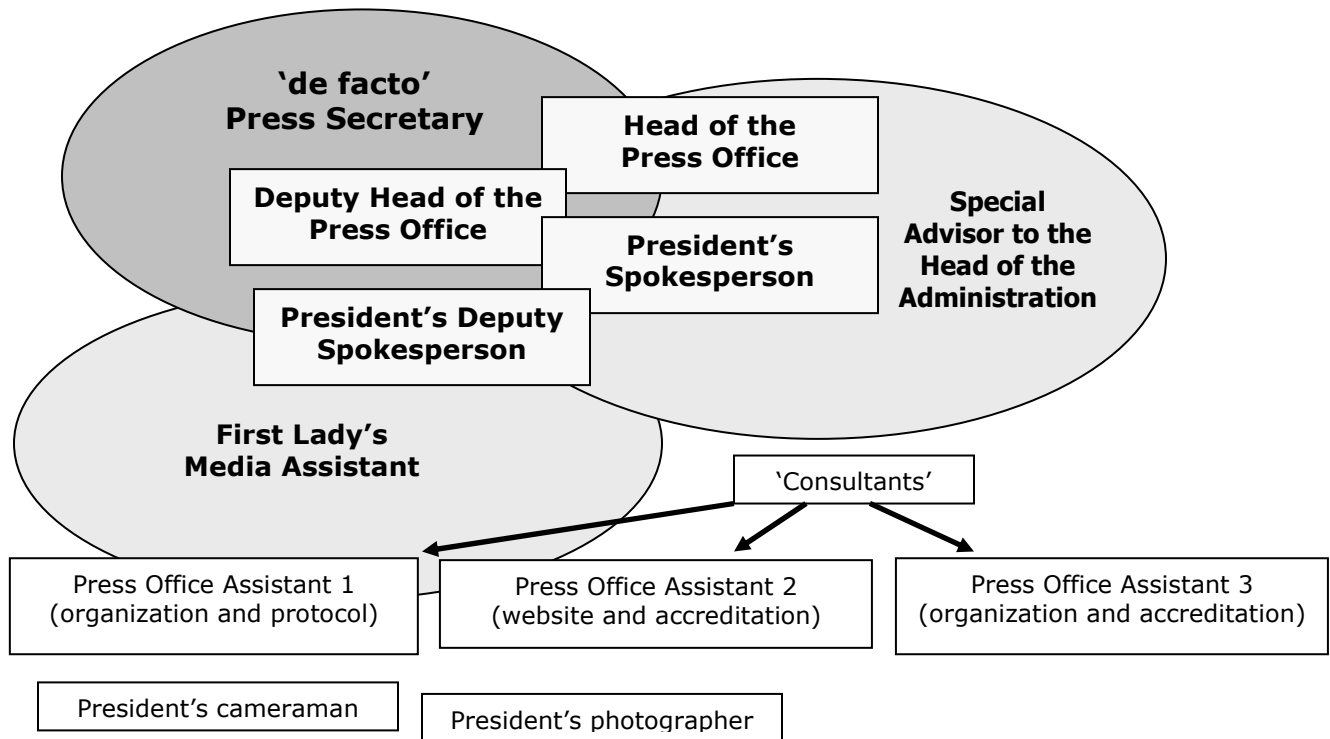 ‘de facto’
Press Secretary
Head of the
Press Office
Deputy Head of the
Press Office
Special
Advisor to the
Head of the
Administration
President’s
Spokesperson
President’s Deputy
Spokesperson
First Lady’s
Media Assistant
‘Consultants’
Press Office Assistant 1
(organization and protocol)
Press Office Assistant 2
(website and accreditation)
Press Office Assistant 3
(organization and accreditation)
President’s cameraman
President’s photographer